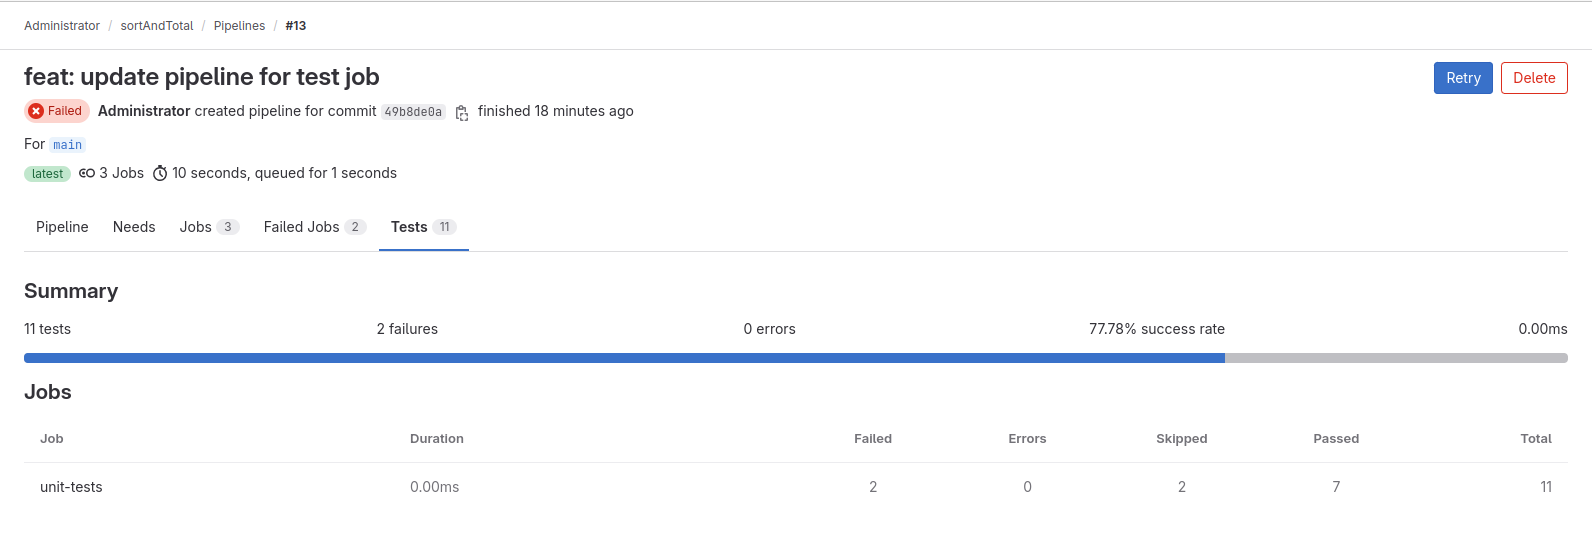 Administrator / sortAndTotal / Pipelines / #13
feat: update pipeline for test job
Retry
Delete
Failed Administrator created pipeline for commit 49b8de0a finished 18 minutes ago
For main
latest 3 Jobs 10 seconds, queued for 1 seconds
Pipeline Needs Jobs 3 Failed Jobs 2 Tests 11
Summary
11 tests 2 failures 0 errors 77.78% success rate 0.00ms
Jobs
Job Duration Failed Errors Skipped Passed Total
unit-tests 0.00ms 2 0 2 7 11